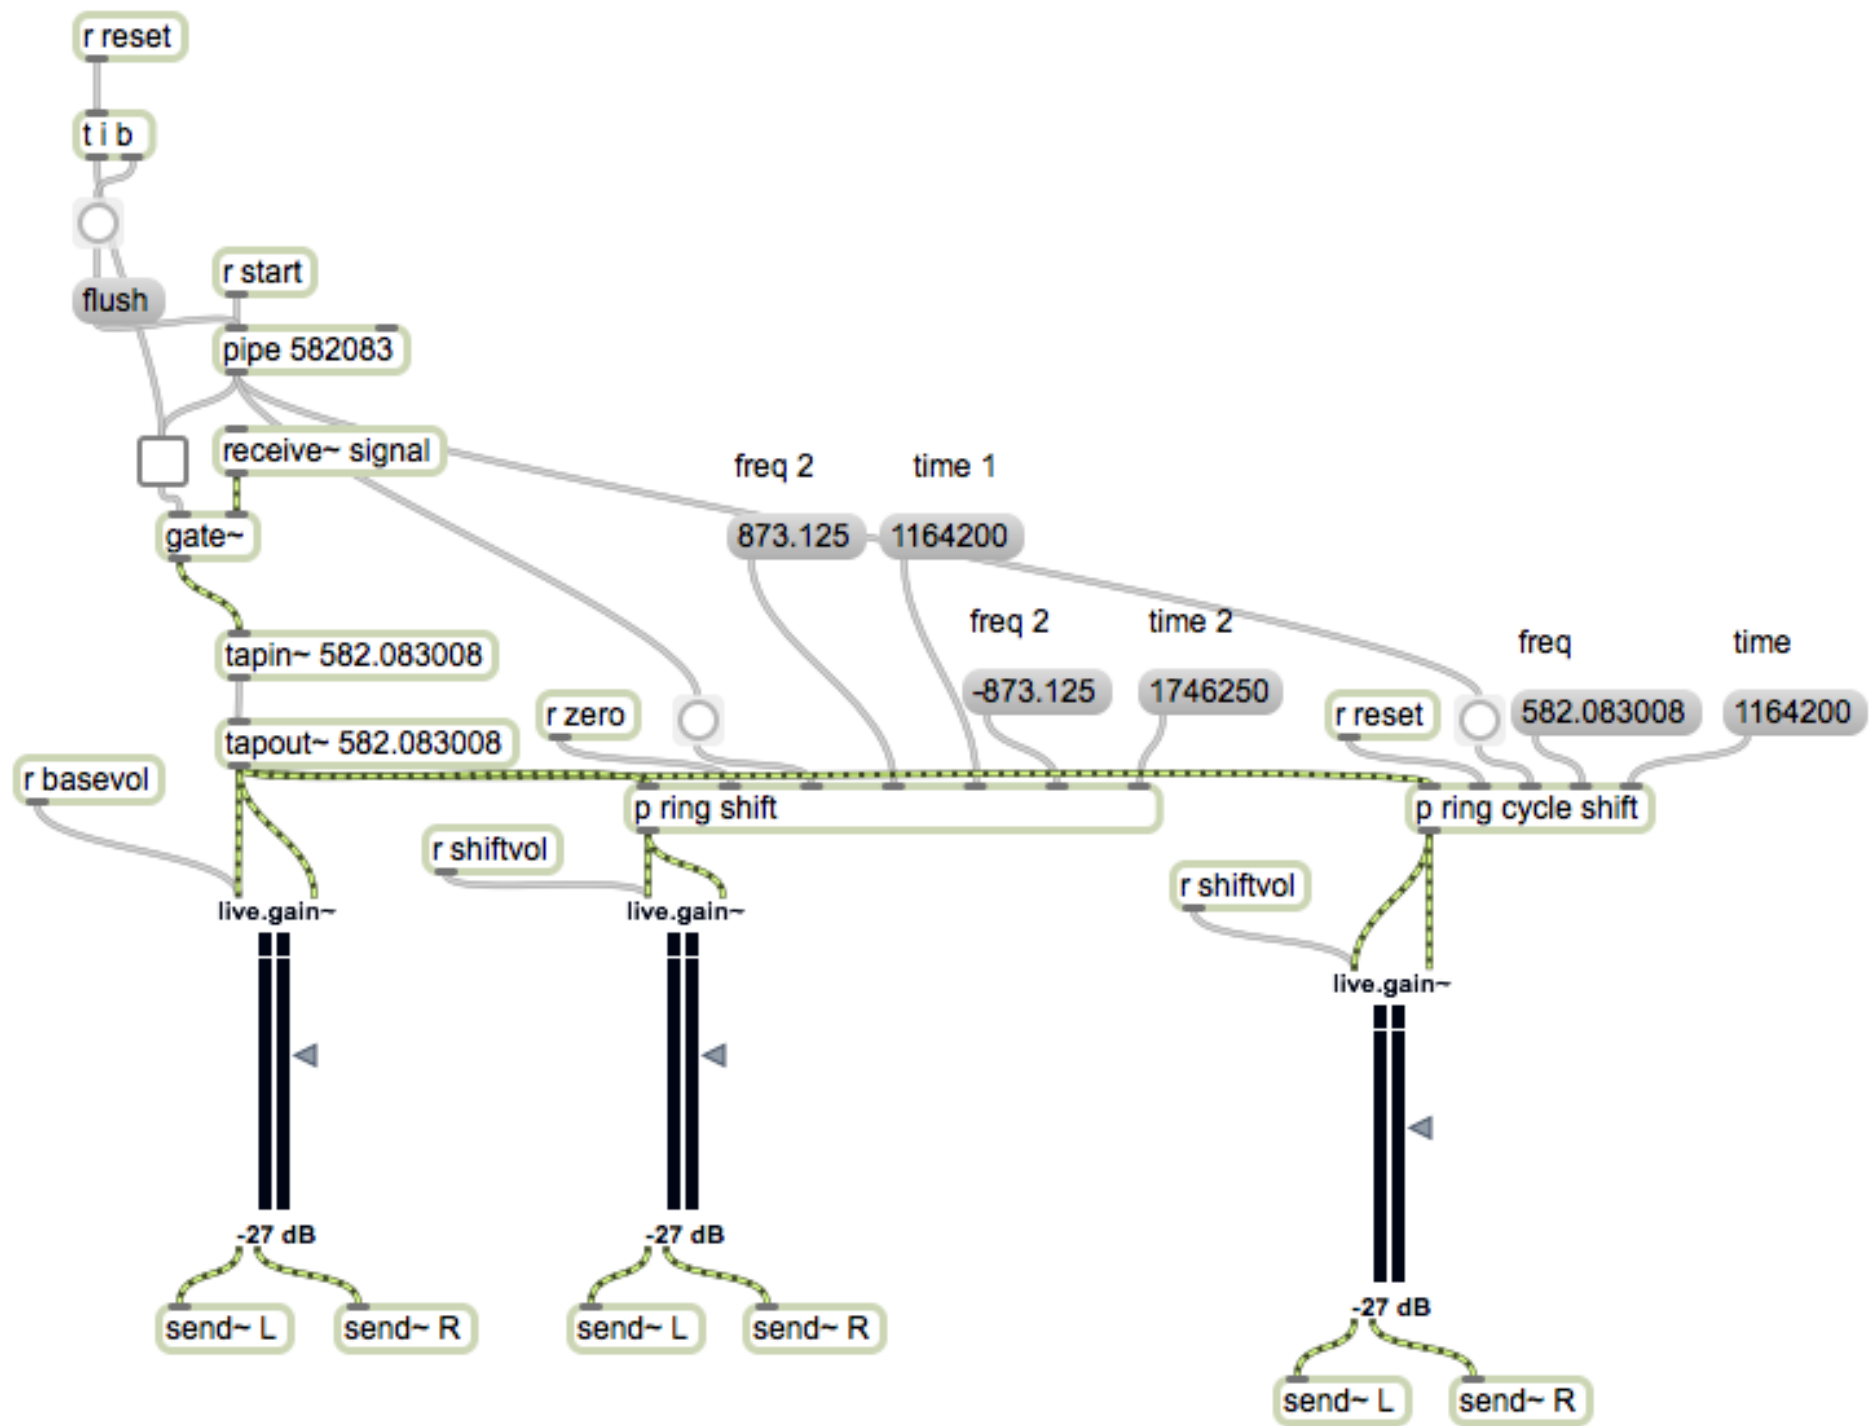 r reset
t i b
flush
r start
pipe 582083
receive~ signal
gate~
freq 2
time 1
873.125
1164200
freq 2
time 2
-873.125
1746250
freq
time
582.083008
1164200
tapin~ 582.083008
tapout~ 582.083008
r zero
r reset
r basevol
p ring shift
p ring cycle shift
r shiftvol
r shiftvol
live.gain~
live.gain~
live.gain~
-27 dB
-27 dB
-27 dB
send~ L
send~ R
send~ L
send~ R
send~ L
send~ R